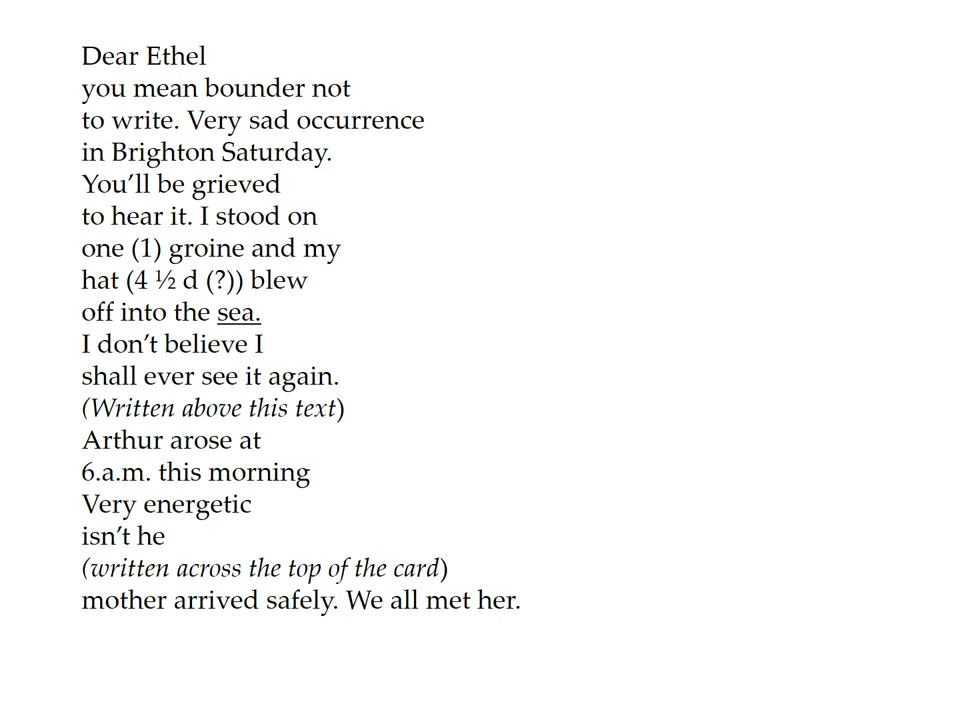 Dear Ethel
you mean bounder not
to write. Very sad occurrence
in Brighton Saturday.
You’ll be grieved
to hear it. I stood on
one (1) groine and my
hat (4 ½ d (?)) blew
off into the sea.
I don’t believe I
shall ever see it again.
(Written above this text)
Arthur arose at
6.a.m. this morning
Very energetic
isn’t he
(written across the top of the card)
mother arrived safely. We all met her.